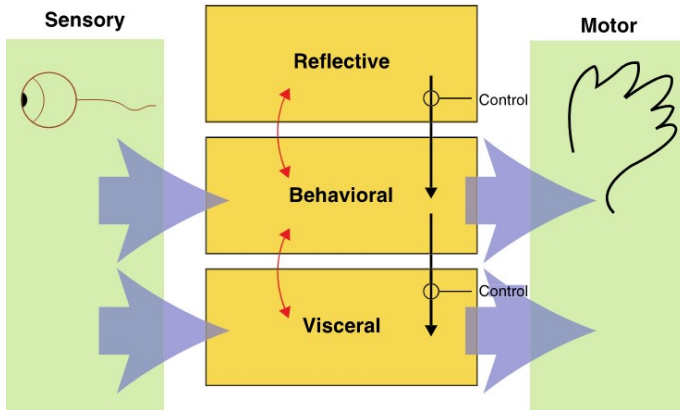 Sensory
Reflective
Motor
Control
Behavioral
Control
Visceral